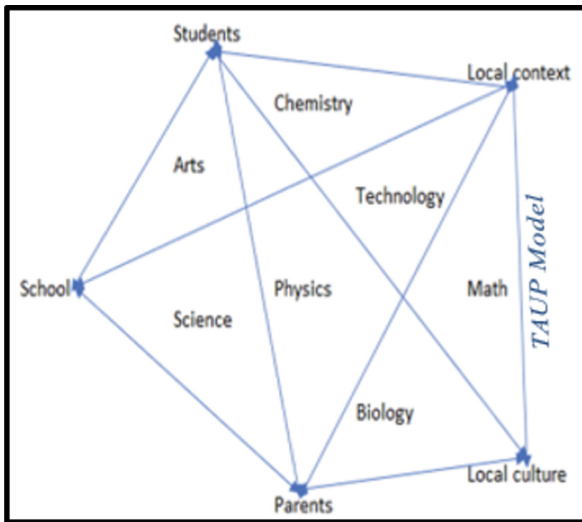 Students
Local context
Chemistry
Arts
Technology
School
Physics
Math
TAUP Model
Science
Biology
Local culture
Parents